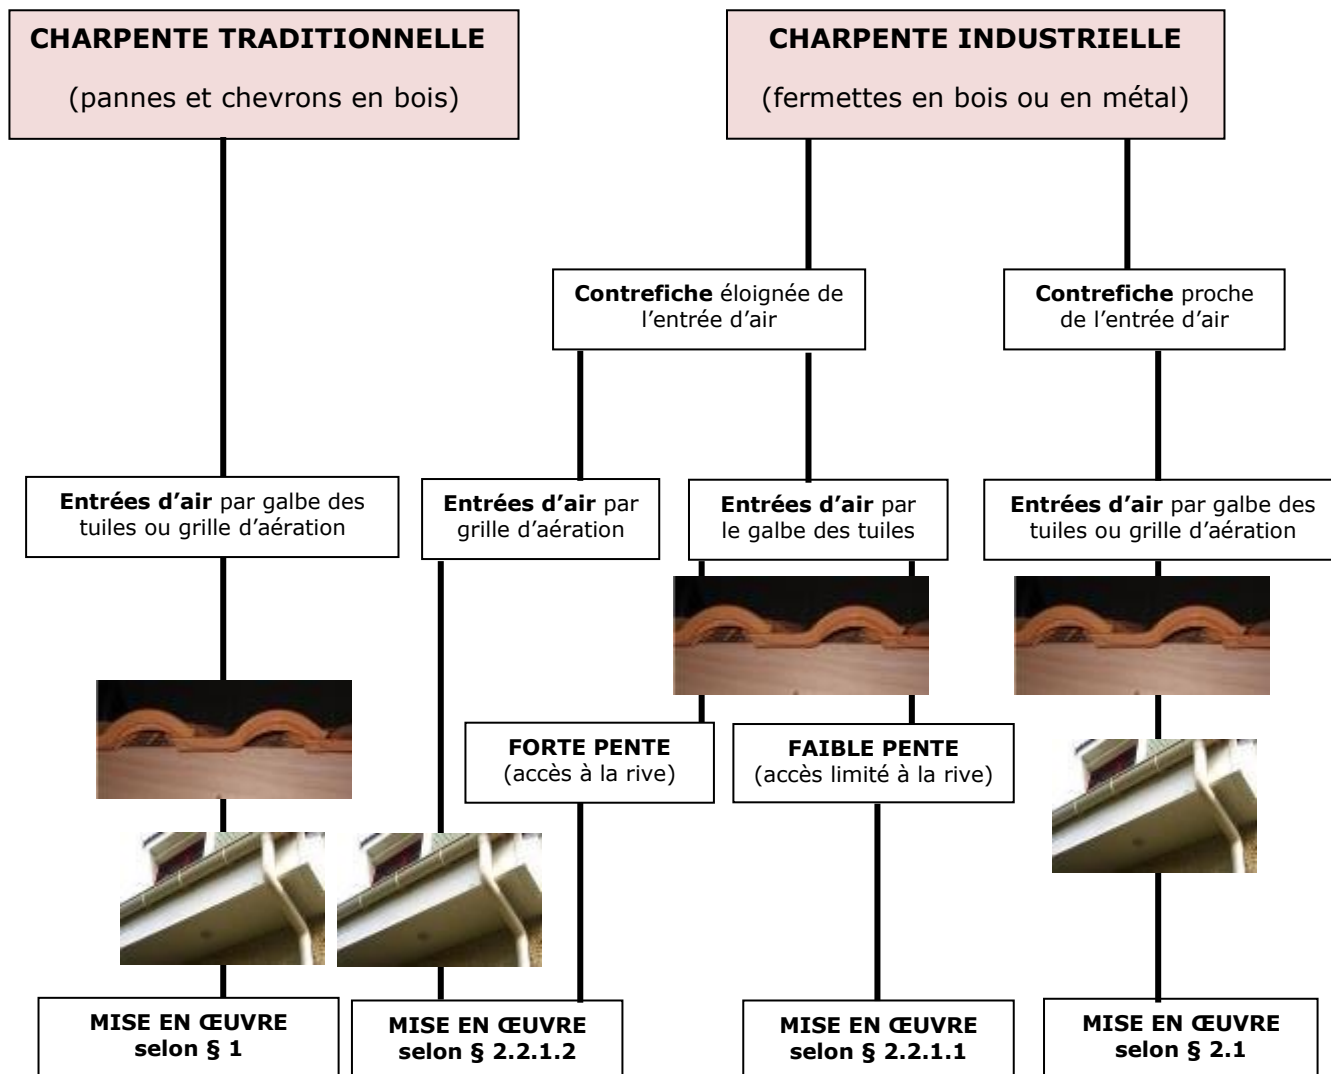 CHARPENTE TRADITIONNELLE
(pannes et chevrons en bois)
CHARPENTE INDUSTRIELLE
(fermettes en bois ou en métal)
Contrefiche éloignée de
l’entrée d’air
Contrefiche proche
de l’entrée d’air
Entrées d’air par galbe des
tuiles ou grille d’aération
Entrées d’air par
grille d’aération
Entrées d’air par
le galbe des tuiles
Entrées d’air par galbe des
tuiles ou grille d’aération
FORTE PENTE
(accès à la rive)
FAIBLE PENTE
(accès limité à la rive)
MISE EN ŒUVRE
selon § 1
MISE EN ŒUVRE
selon § 2.2.1.2
MISE EN ŒUVRE
selon § 2.2.1.1
MISE EN ŒUVRE
selon § 2.1